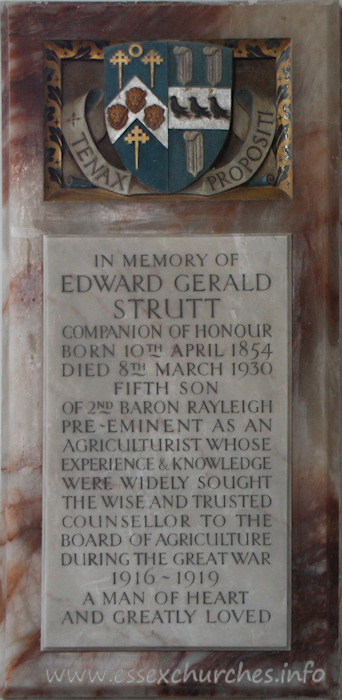 TENAX PROPOSITI
IN MEMORY OF
EDWARD GERALD
STRUTT
COMPANION OF HONOUR
BORN 10TH APRIL 1854
DIED 8TH MARCH 1930
FIFTH SON
OF 2ND BARON RAYLEIGH
PRE-EMINENT AS AN
AGRICULTURIST WHOSE
EXPERIENCE & KNOWLEDGE
WERE WIDELY SOUGHT
THE WISE AND TRUSTED
COUNSELLOR TO THE
BOARD OF AGRICULTURE
DURING THE GREAT WAR
1916 ~ 1919
A MAN OF HEART
AND GREATLY LOVED
www.essexchurches.info